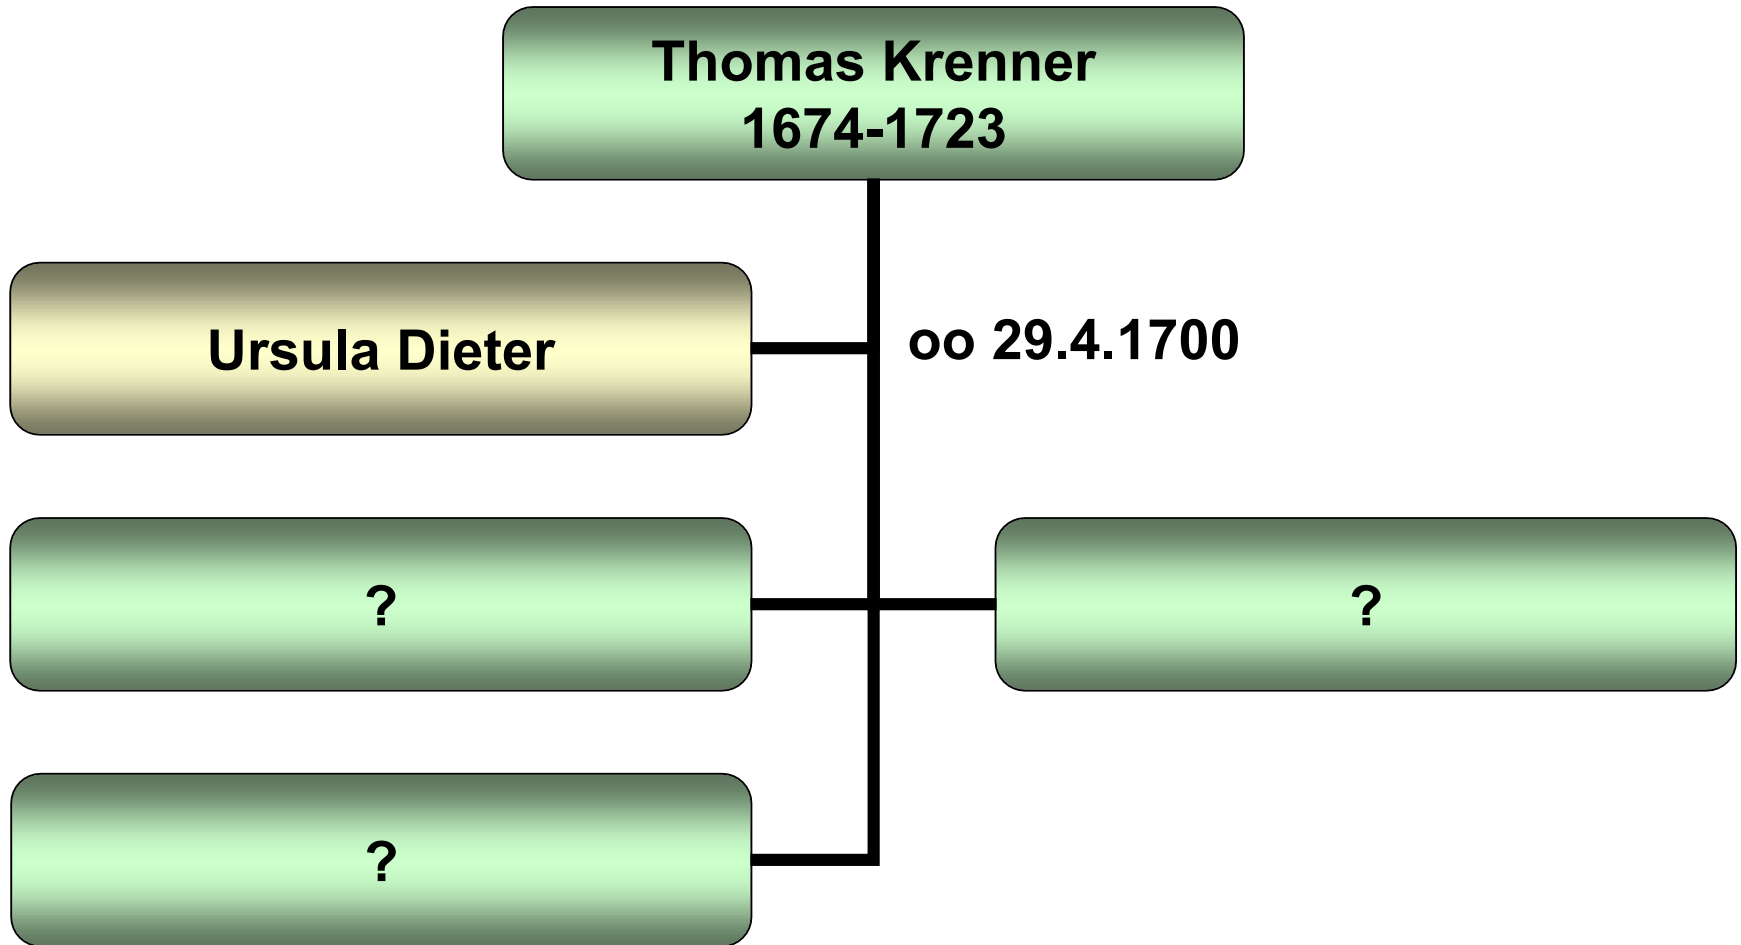 Thomas Krenner
1674-1723
Ursula Dieter
oo 29.4.1700
?
?
?